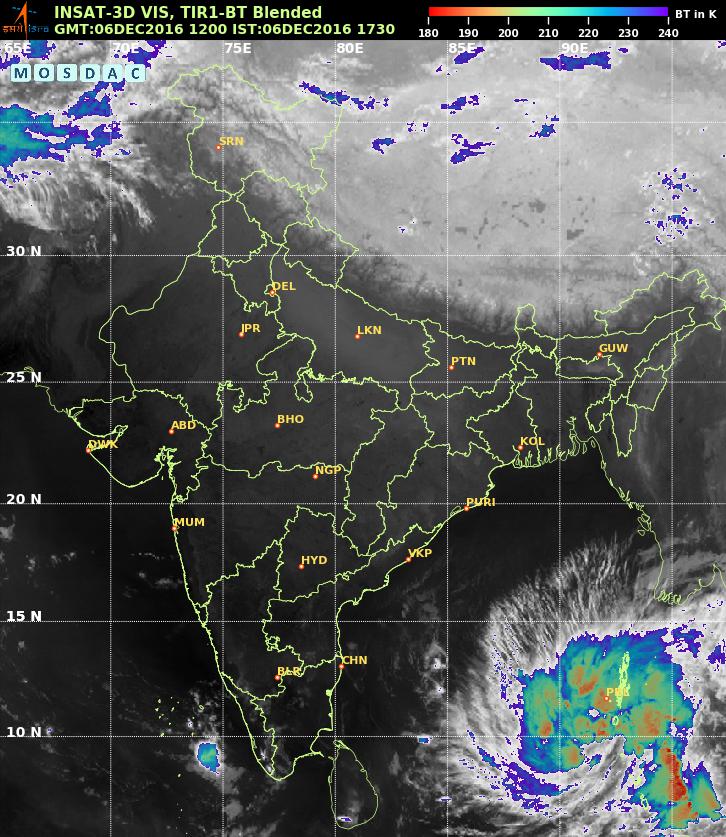 INSAT-3D VIS, TIR1-BT Blended
GMT:06DEC2016 1200 IST:06DEC2016 1730
BT in K
180 190 200 210 220 230 240
65E 70E 75E 80E 85E 90E
MOSDAC
SRN
30 N
DEL
JPR LKN
GUW
PTN
25 N
ABD BHO
DWK KOL
NGP
20 N
PURI
MUM
VKP
HYD
15 N
CHN
BLR
10 N